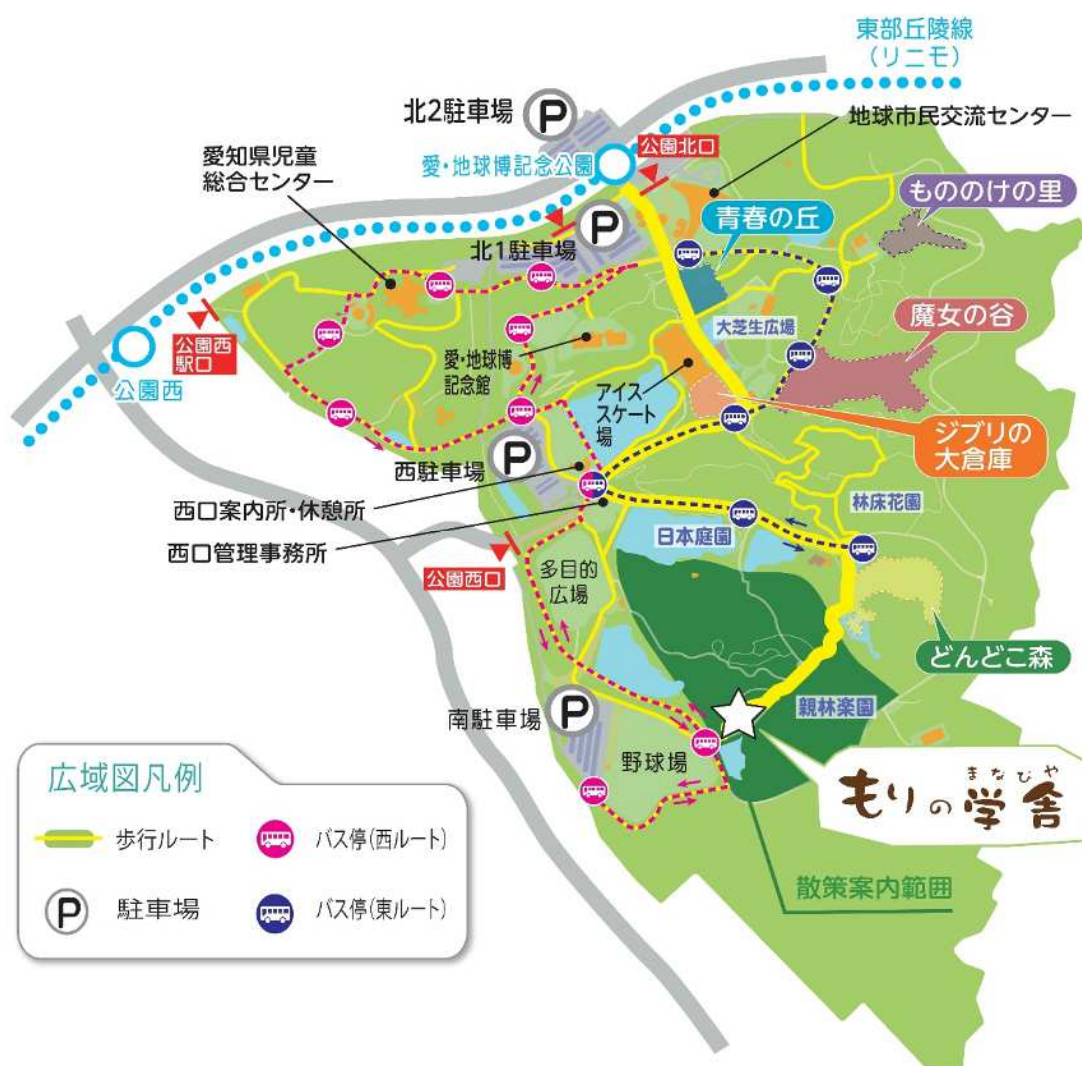 東部丘陵線
(リニモ)
北2駐車場
P
地球市民交流センター
愛知県児童
総合センター
愛・地球博記念公園
公園北口
もののけの里
青春の丘
北1駐車場
P
大芝生広場
魔女の谷
公園西
駅口
公園西
愛・地球博
記念館
アイス
スケート
場
ジブリの
大倉庫
西駐車場
P
西口案内所・休憩所
林床花園
日本庭園
西口管理事務所
公園西口
多目的
広場
どんどこ森
親林楽園
南駐車場
P
野球場
まなびや
もりの学舎
散策案内範囲
広域図凡例
歩行ルート
バス停(西ルート)
P
駐車場
バス停(東ルート)